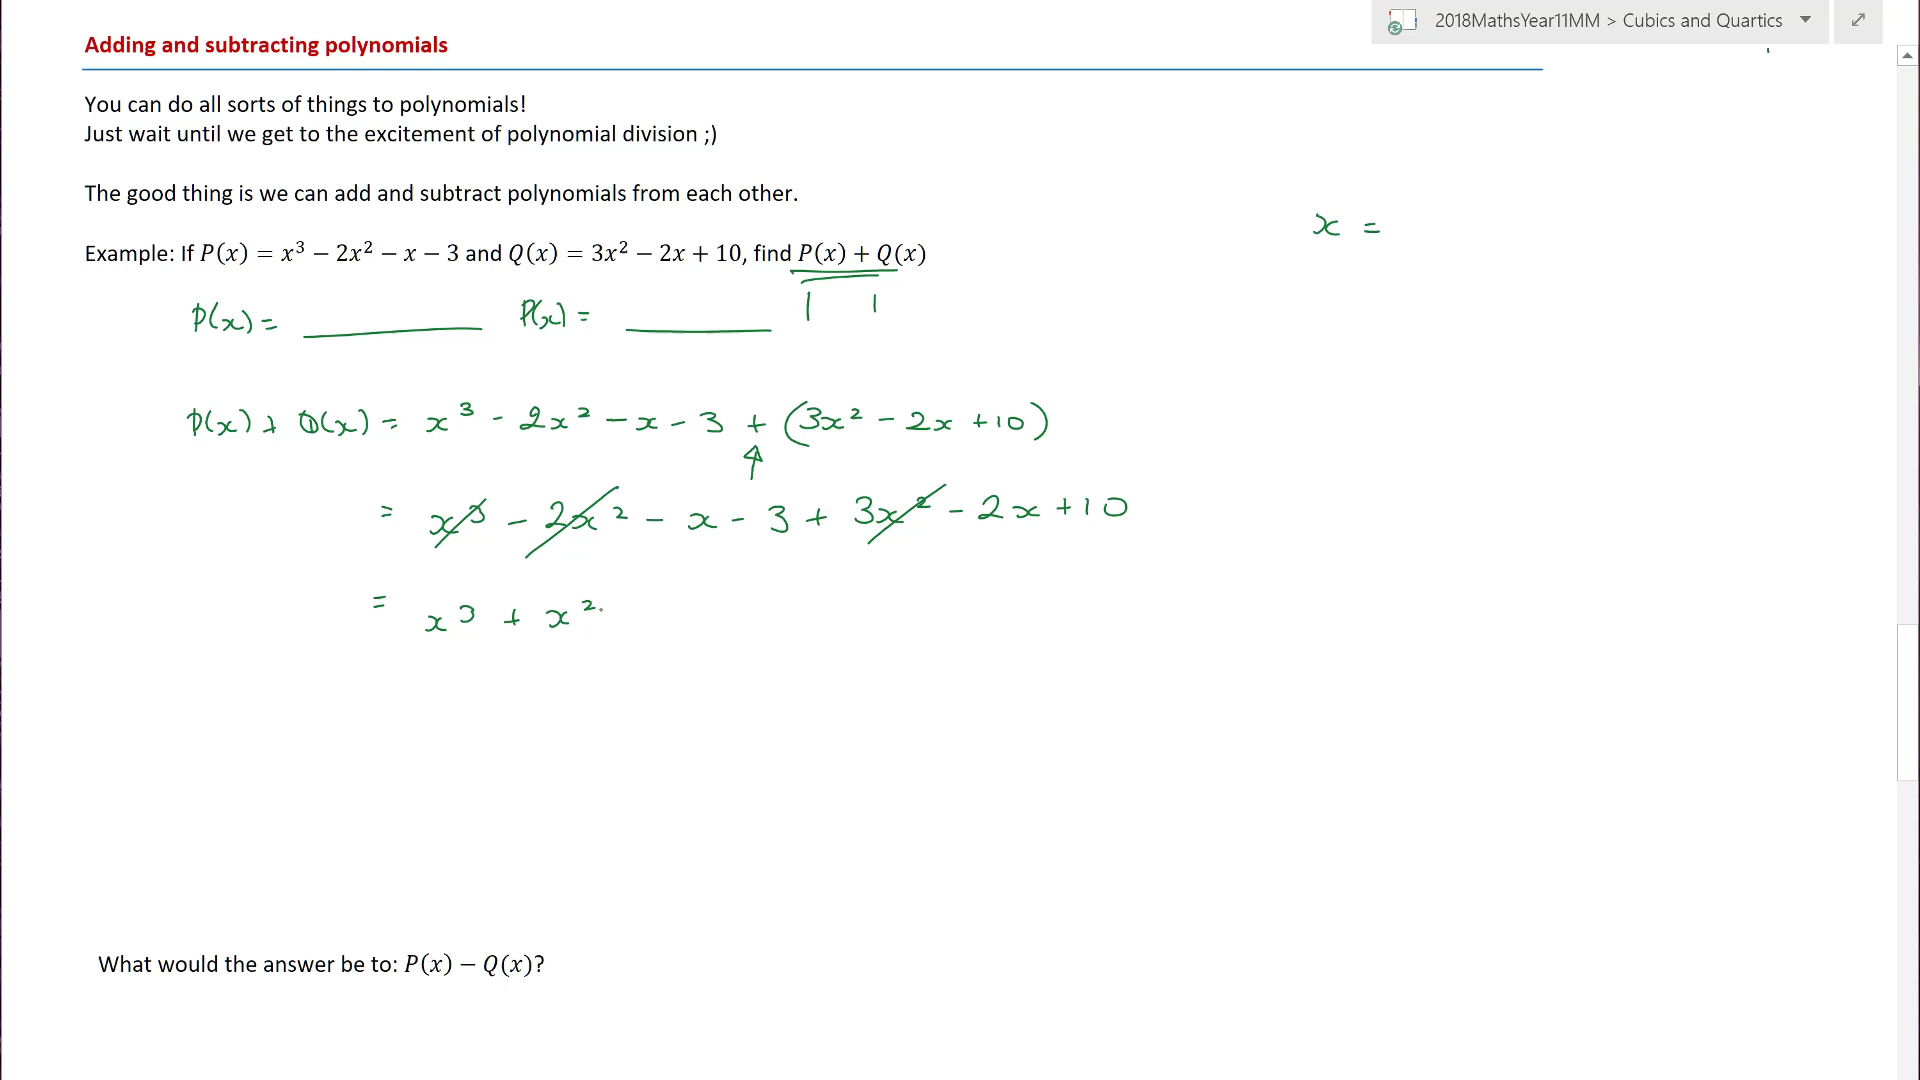 2018MathsYear11MM > Cubics and Quartics
Adding and subtracting polynomials
You can do all sorts of things to polynomials!
Just wait until we get to the excitement of polynomial division ;)
The good thing is we can add and subtract polynomials from each other.
x =
Example: If P(x) = x³ − 2x² − x − 3 and Q(x) = 3x² − 2x + 10, find P(x) + Q(x)
P(x) = ____ P(x) = ____
P(x) + Q(x) = x³ - 2x² - x - 3 + (3x² - 2x + 10)
= x³ - 2x² - x - 3 + 3x² - 2x + 10
= x³ + x²
What would the answer be to: P(x) − Q(x)?